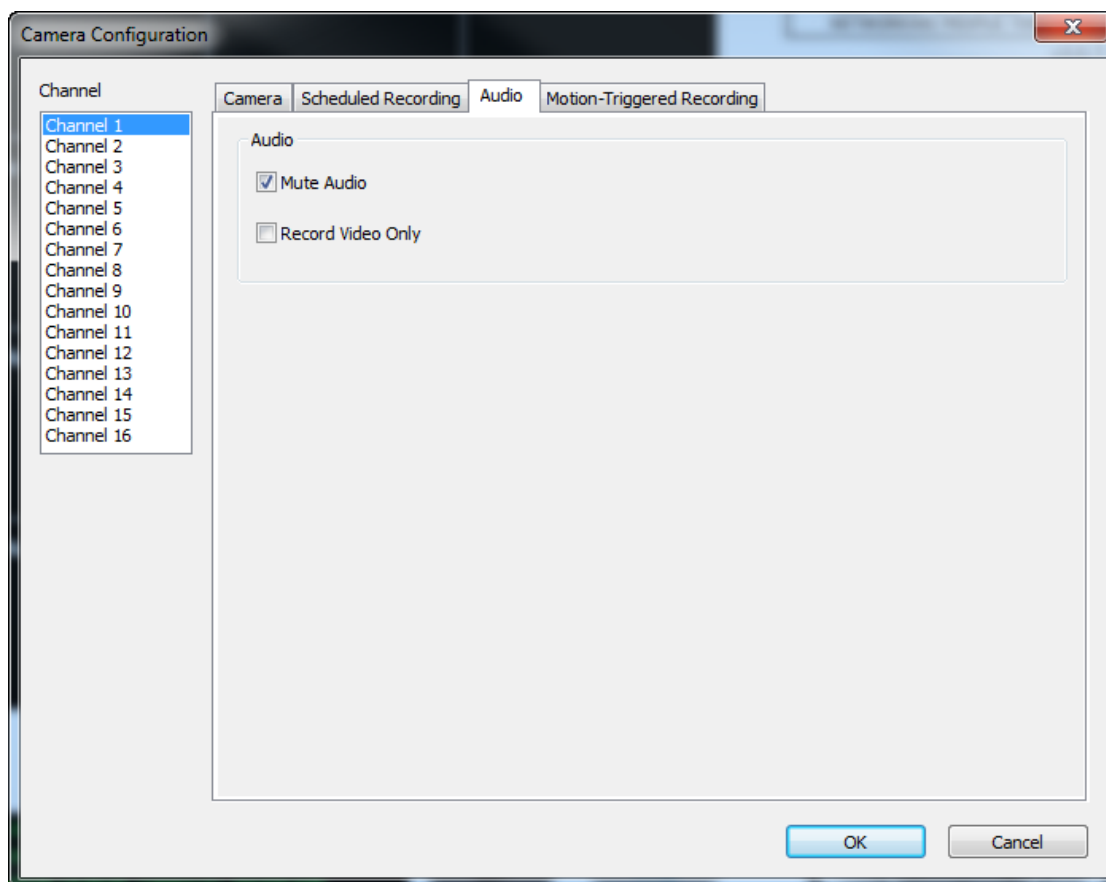 Camera Configuration
Channel
Channel 1
Channel 2
Channel 3
Channel 4
Channel 5
Channel 6
Channel 7
Channel 8
Channel 9
Channel 10
Channel 11
Channel 12
Channel 13
Channel 14
Channel 15
Channel 16
Camera Scheduled Recording Audio Motion-Triggered Recording
Audio
Mute Audio
Record Video Only
OK Cancel